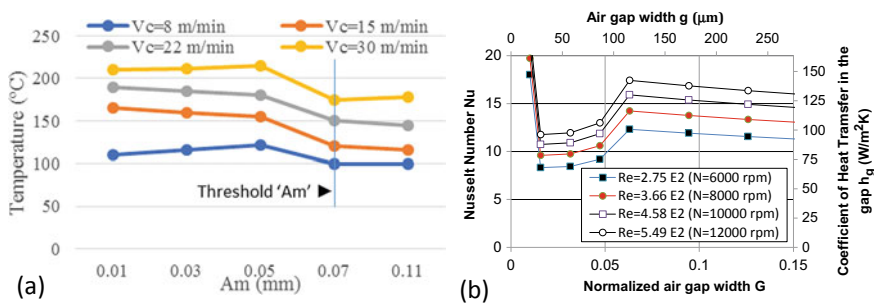 (a)
Vc=8 m/min
Vc=15 m/min
Vc=22 m/min
Vc=30 m/min
Temperature (°C)
250
200
150
100
50
0
Threshold 'Am'
0.01 0.03 0.05 0.07 0.11
Am (mm)
(b)
Air gap width g (μm)
0 50 100 150 200 250
Nusselt Number Nu
20
15
10
5
0
Re=2.75 E2 (N=6000 rpm)
Re=3.66 E2 (N=8000 rpm)
Re=4.58 E2 (N=10000 rpm)
Re=5.49 E2 (N=12000 rpm)
0 0.05 0.1 0.15
Normalized air gap width G
150
125
100
75
50
25
0
Coefficient of Heat Transfer in the
gap hg (W/m²K)